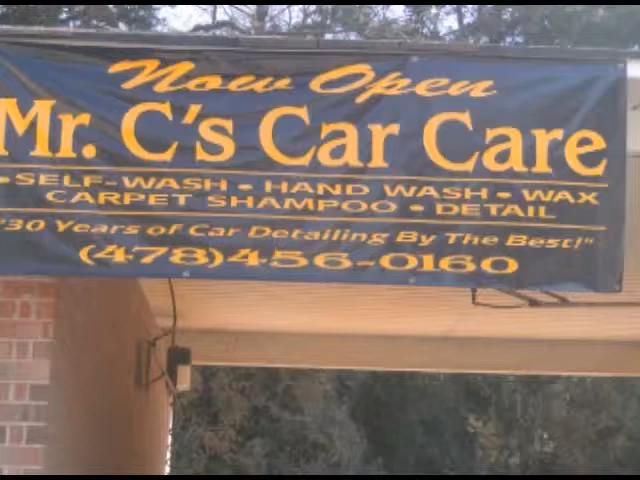 Now Open
Mr. C's Car Care
• SELF-WASH • HAND WASH • WAX
CARPET SHAMPOO • DETAIL
"30 Years of Car Detailing By The Best!"
(478)456-0160